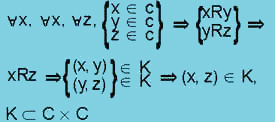 ∀x, ∀x, ∀z, {x ∈ c y ∈ c z ∈ c} ⇒ {xRy yRz} ⇒
xRz ⇒ {(x, y) ∈ K (y, z) ∈ K} ⇒ (x, z) ∈ K,
K ⊂ C × C